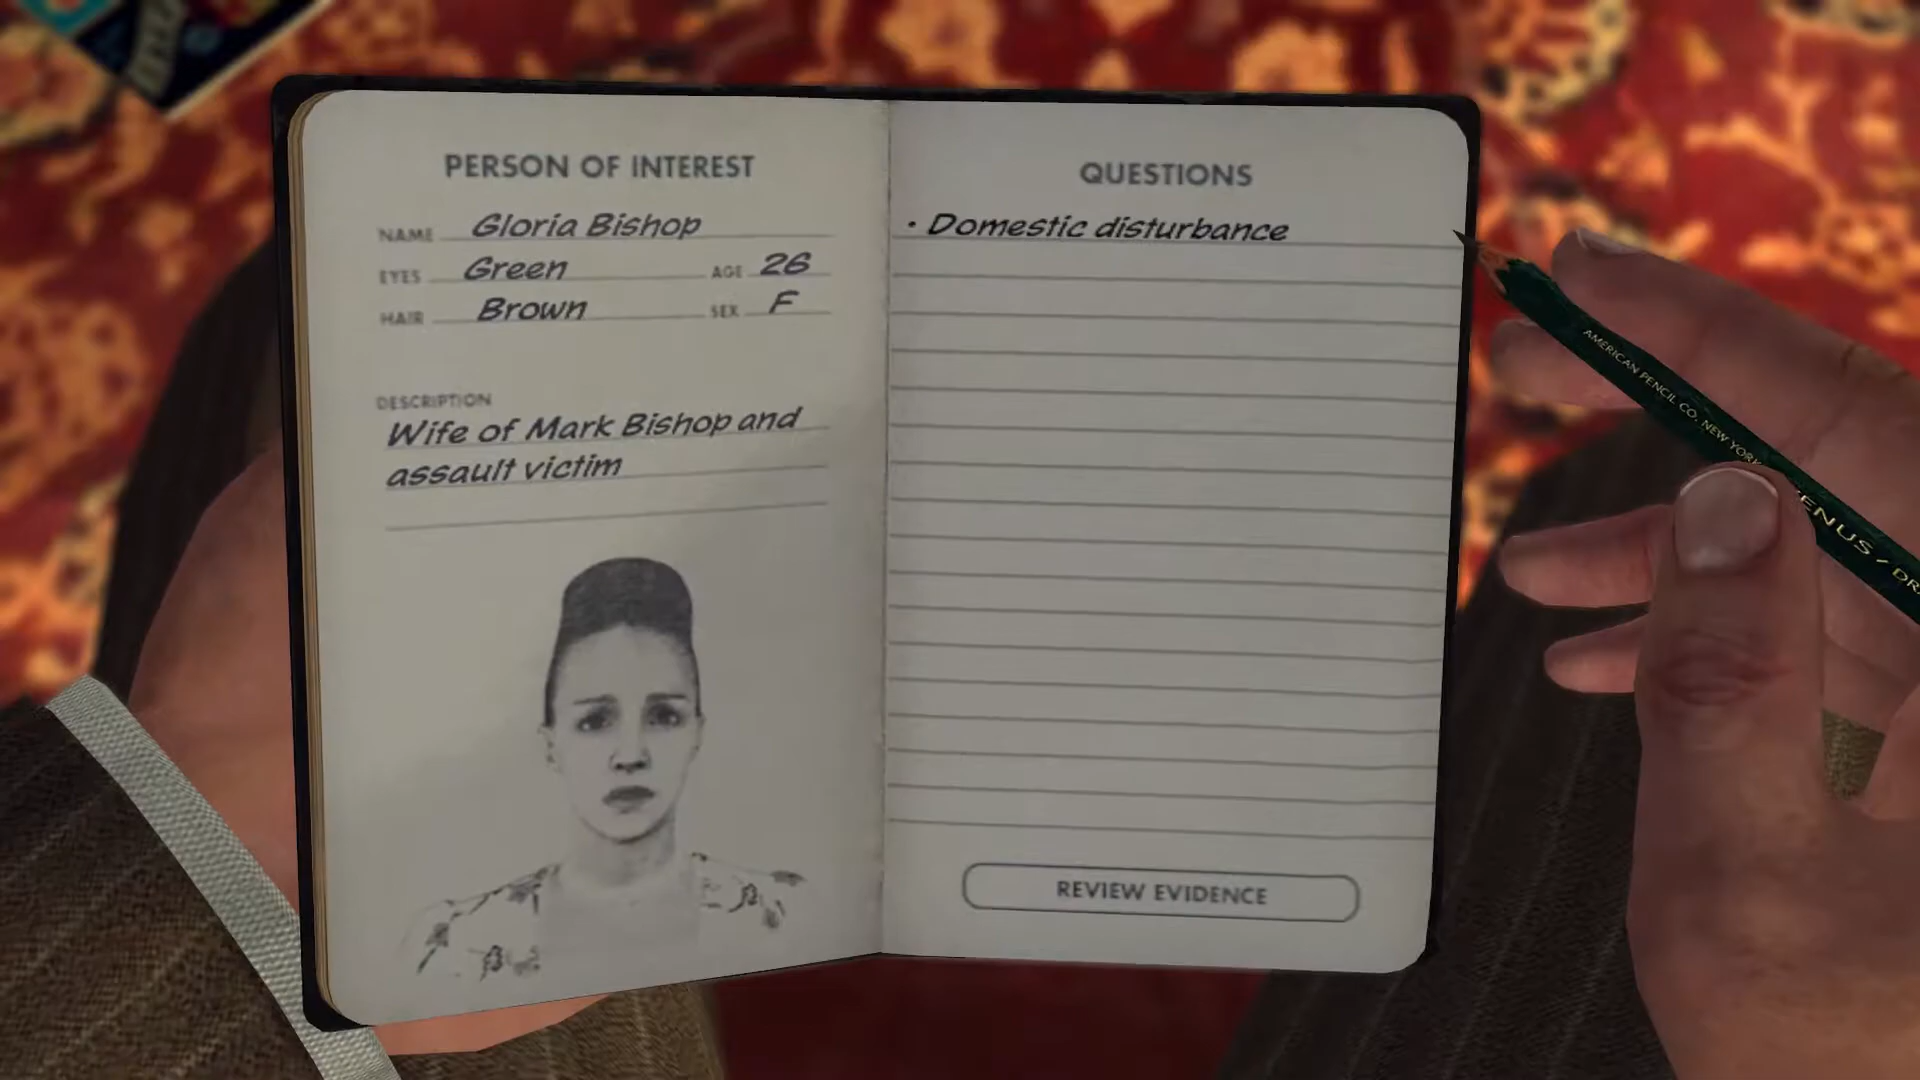 PERSON OF INTEREST
NAME Gloria Bishop
EYES Green AGE 26
HAIR Brown SEX F
DESCRIPTION
Wife of Mark Bishop and
assault victim
QUESTIONS
• Domestic disturbance
REVIEW EVIDENCE
AMERICAN PENCIL CO. NEW YORK